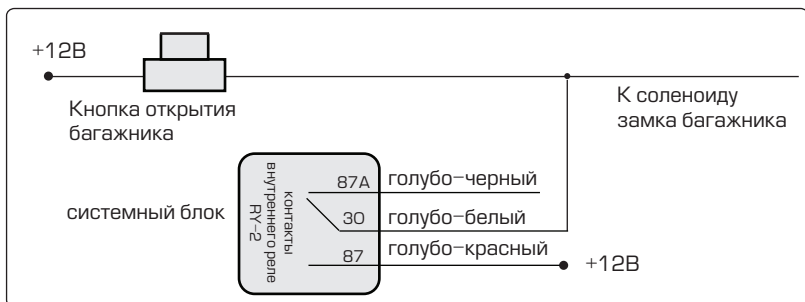 +12В
Кнопка открытия
багажника
К соленоиду
замка багажника
системный блок
контакты
внутреннего реле
RY-2
87А голубо-черный
30 голубо-белый
87 голубо-красный
+12В